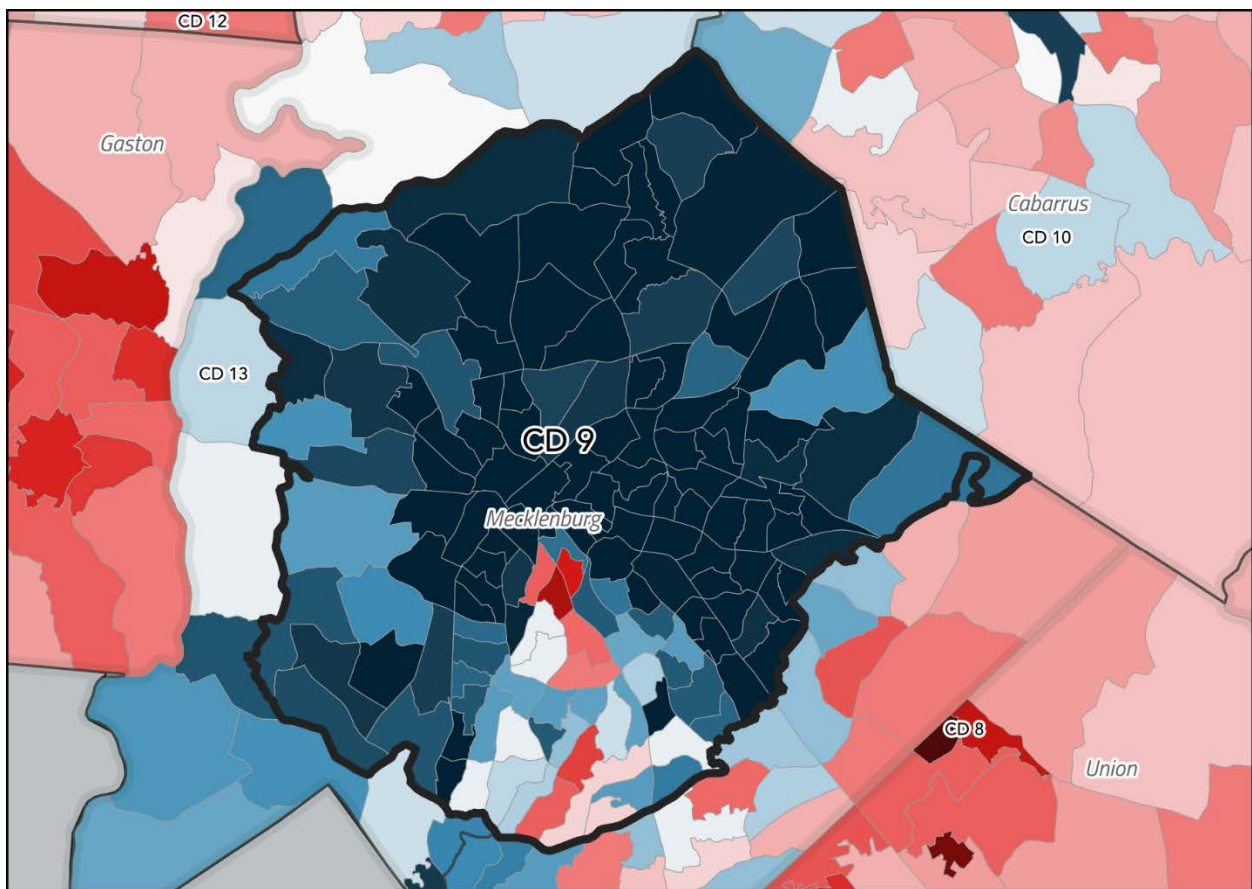 CD 12
Gaston
Cabarrus
CD 10
CD 13
CD 9
Mecklenburg
CD 8
Union